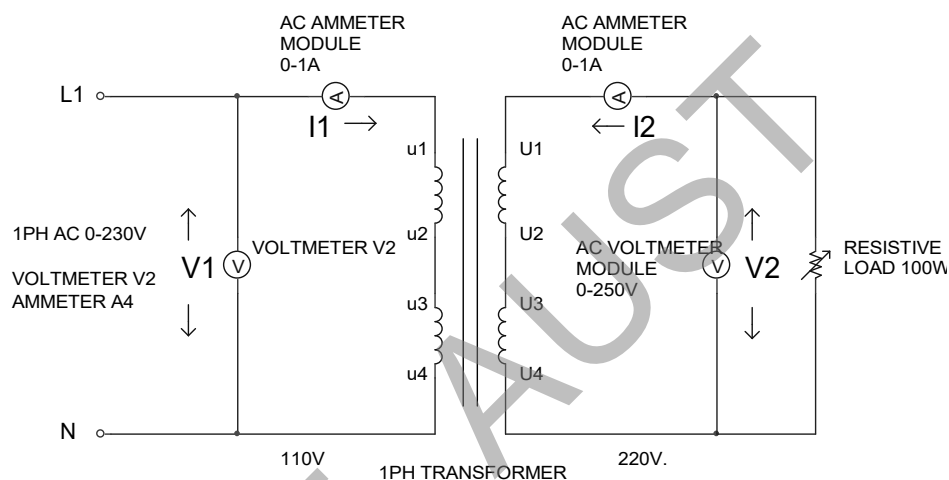 AC AMMETER
MODULE
0-1A
AC AMMETER
MODULE
0-1A
L1
A
I1
A
I2
u1
U1
u2
U2
1PH AC 0-230V
VOLTMETER V2
AMMETER A4
V1
V
VOLTMETER V2
AC VOLTMETER
MODULE
0-250V
V
V2
RESISTIVE
LOAD 100W
u3
U3
u4
U4
N
110V
220V.
1PH TRANSFORMER
AUST